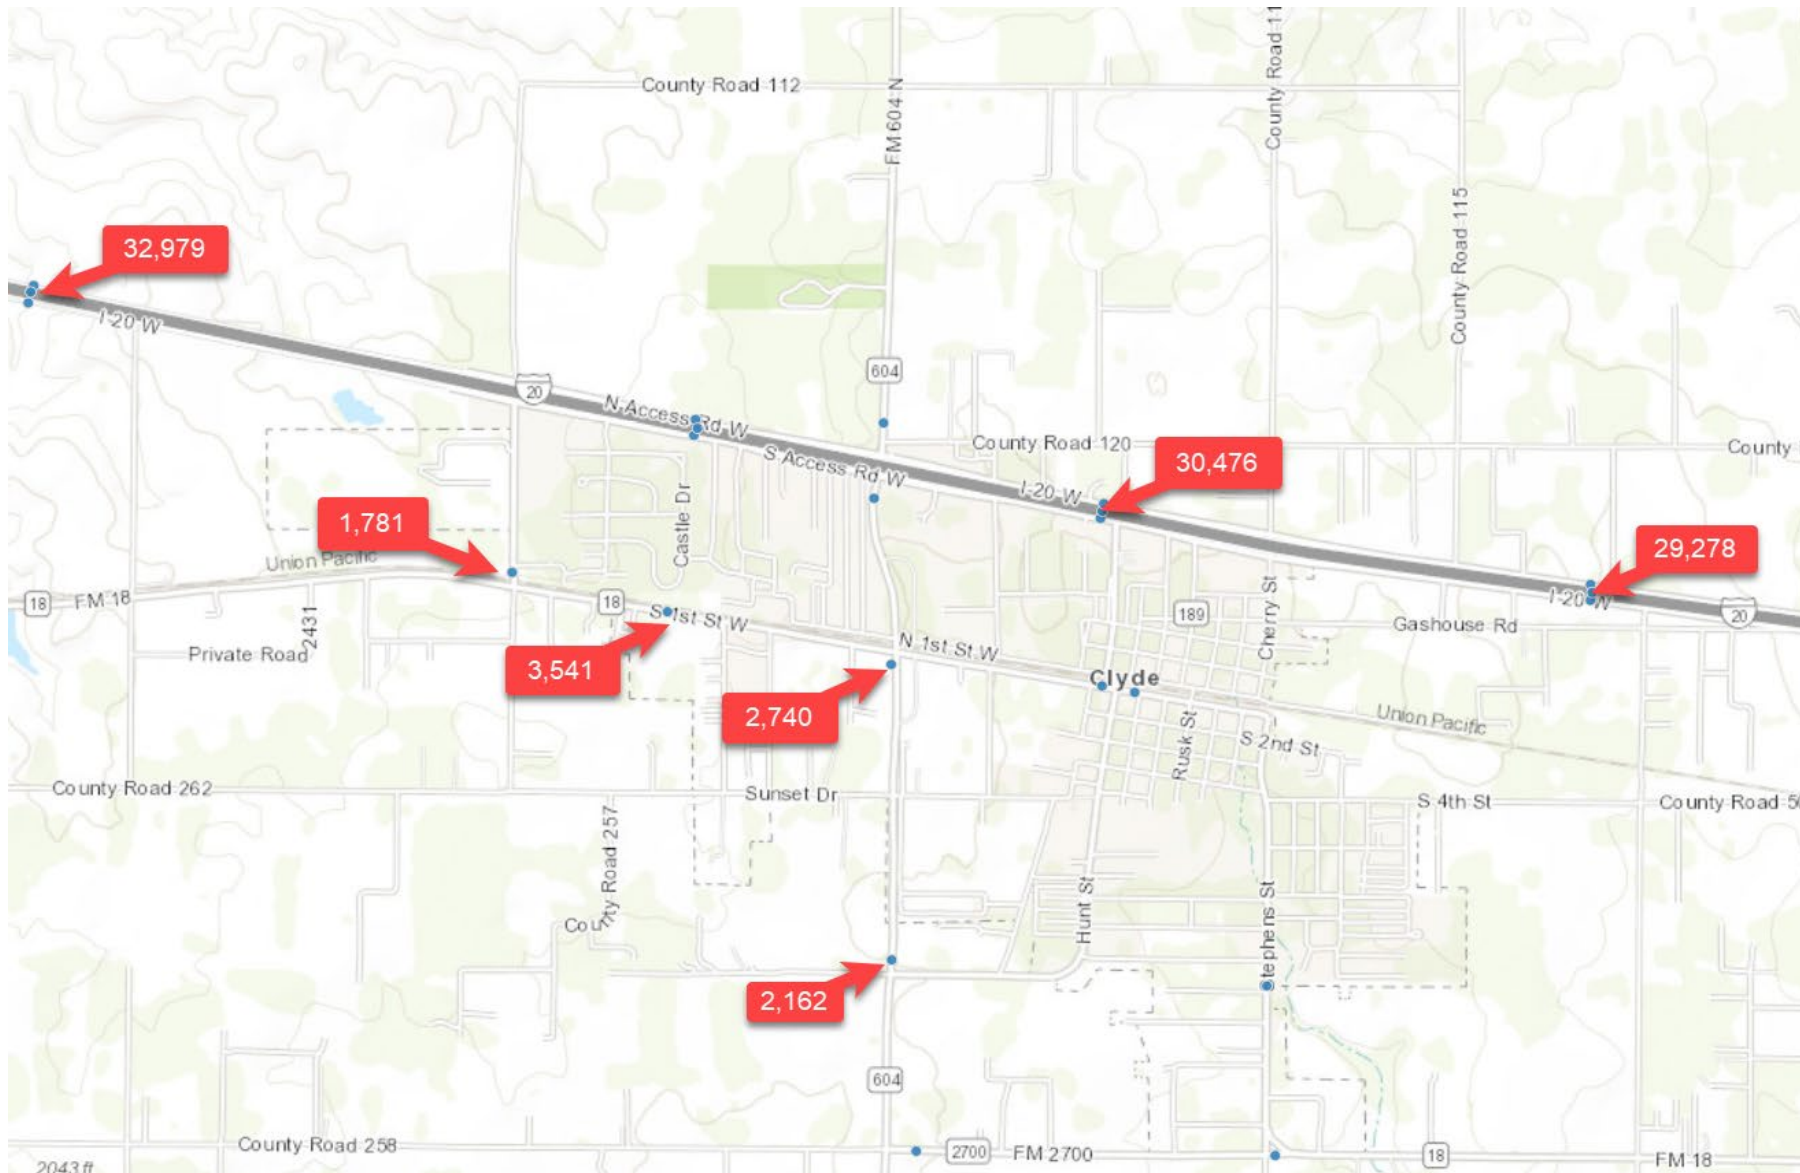 County Road 112
FM 604 N
County Road 11
County Road 115
32,979
I-20 W
20
604
N Access Rd W
S Access Rd W
County Road 120
County
30,476
I-20 W
1,781
Castle Dr
29,278
I-20 W
20
Union Pacific
18
FM 18
2431
18
S 1st St W
N 1st St W
189
Cherry St
Gashouse Rd
Private Road
3,541
2,740
Clyde
Rusk St
Union Pacific
S 2nd St
County Road 262
Sunset Dr
S 4th St
County Road 50
County Road 257
Hunt St
Stephens St
2,162
604
County Road 258
2700
FM 2700
18
FM 18
2043 ft